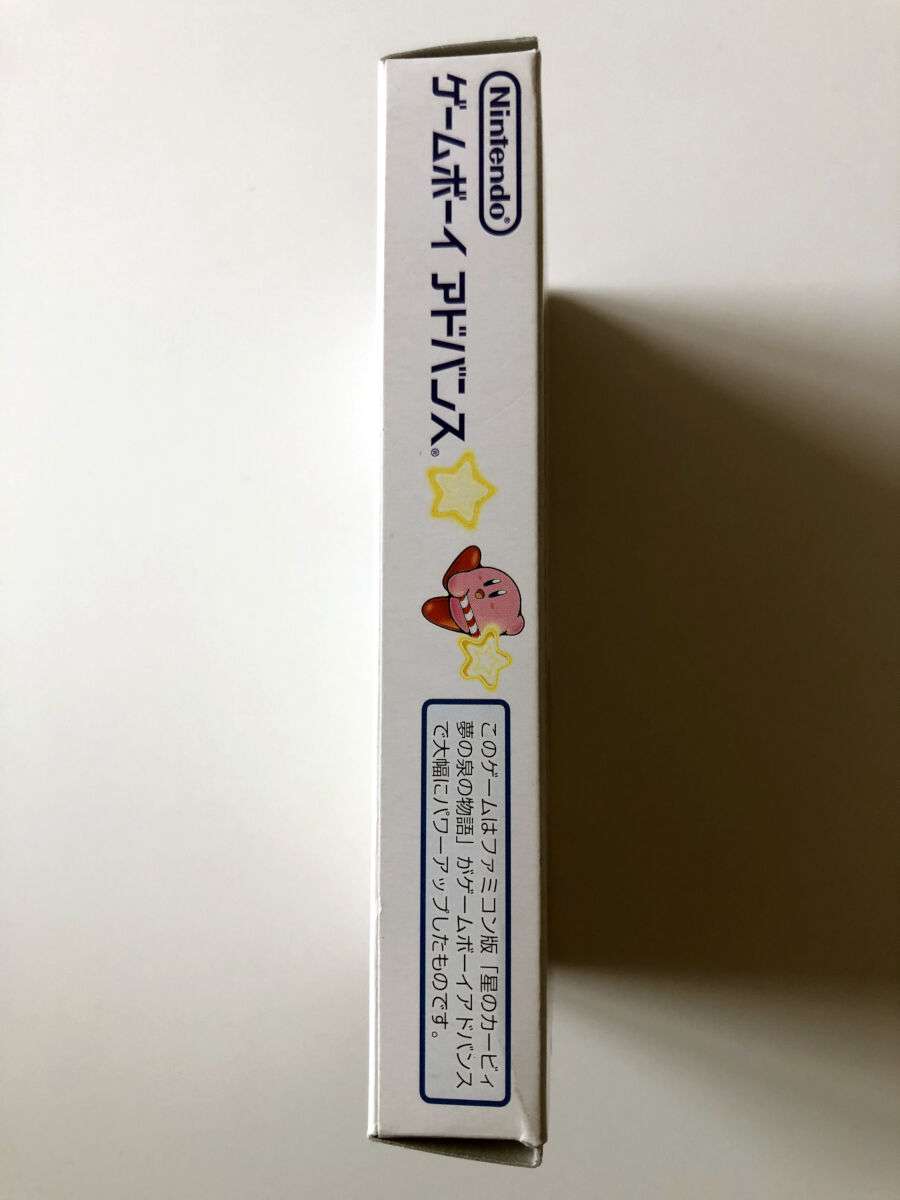 Nintendo®
ゲームボーイ アドバンス®
このゲームはファミコン版「星のカービィ
夢の泉の物語」がゲームボーイアドバンス
で大幅にパワーアップしたものです。